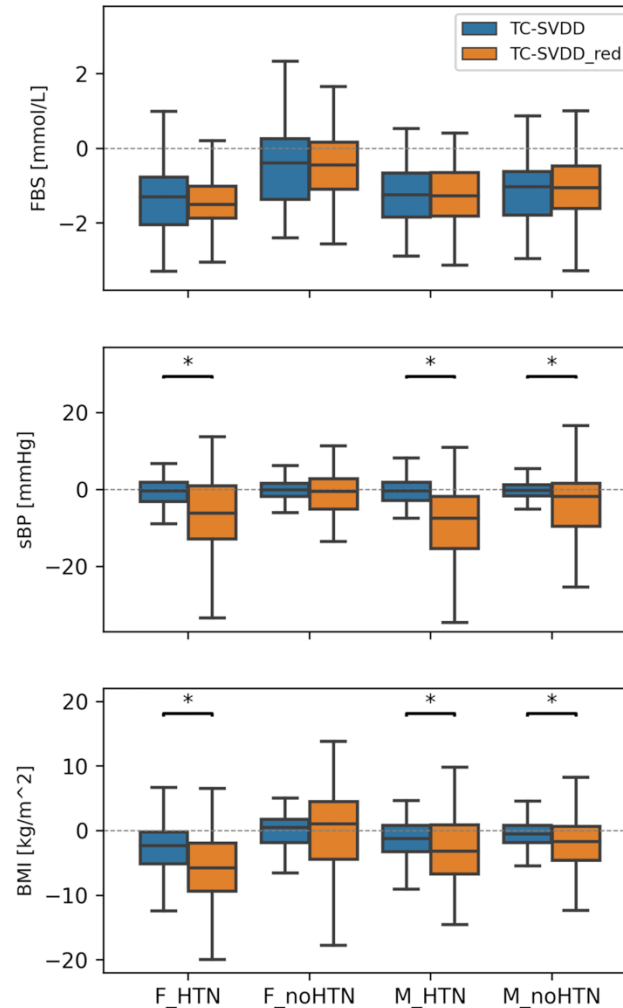 TC-SVDD
TC-SVDD_red
FBS [mmol/L]
2
0
−2
sBP [mmHg]
20
0
−20
*
*
*
BMI [kg/m^2]
20
10
0
−10
−20
*
*
*
F_HTN
F_noHTN
M_HTN
M_noHTN